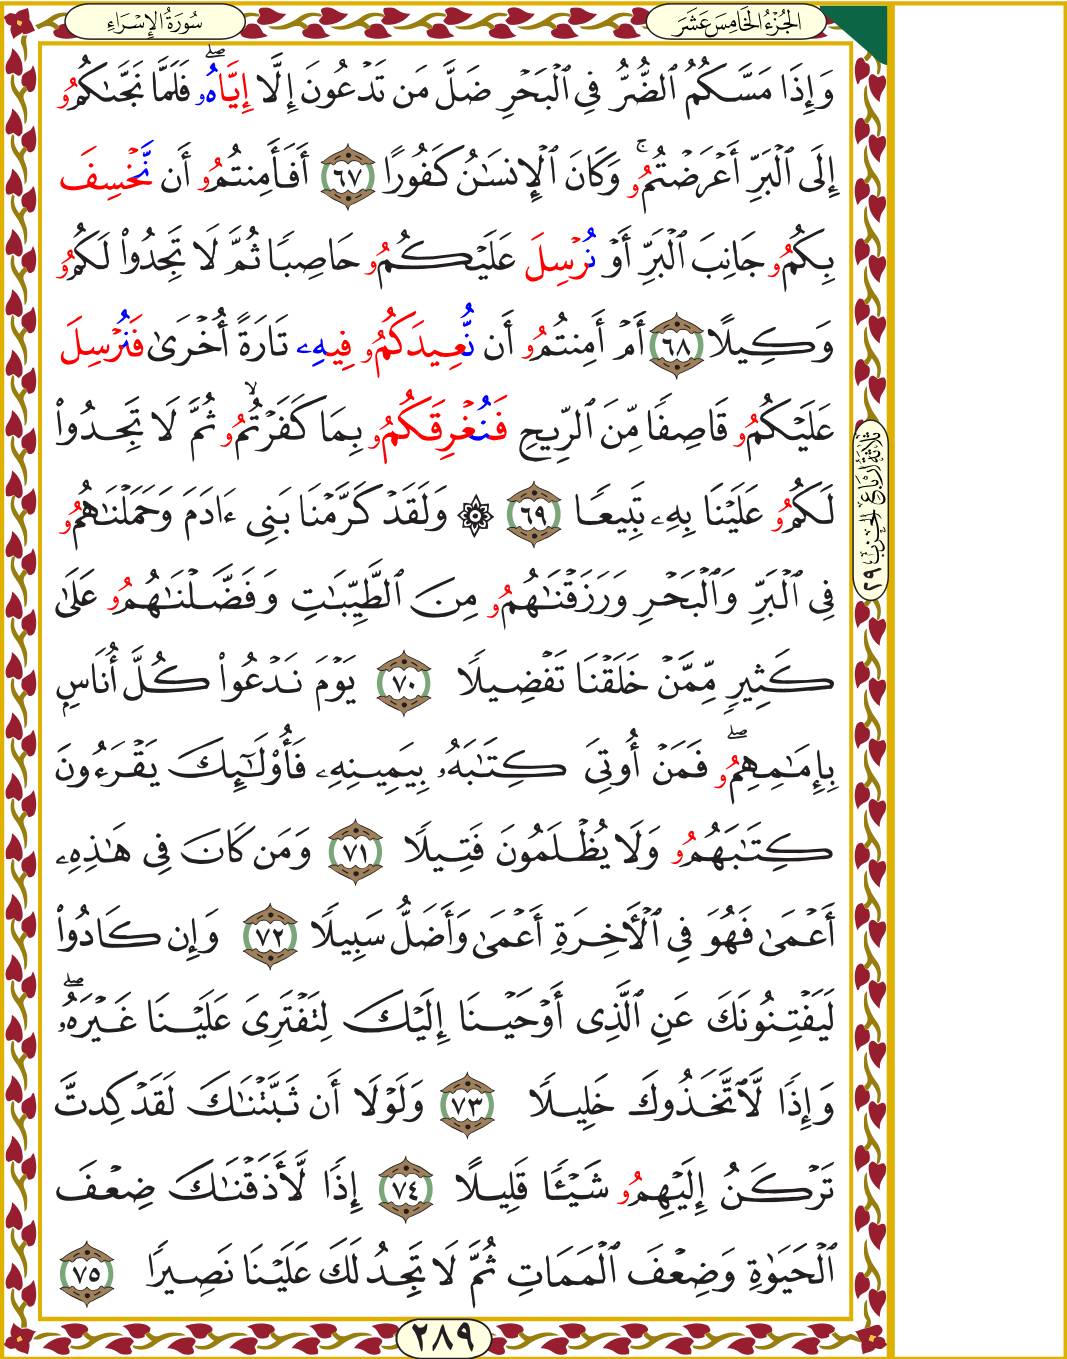 الجُزْءُ الخَامِسَ عَشَرَ
سُورَةُ الإِسْرَاءِ
وَإِذَا مَسَّكُمُ ٱلضُّرُّ فِي ٱلْبَحْرِ ضَلَّ مَن تَدْعُونَ إِلَّا إِيَّاهُۥ ۖ فَلَمَّا نَجَّىٰكُمُۥ
إِلَى ٱلْبَرِّ أَعْرَضْتُمُۥ ۚ وَكَانَ ٱلْإِنسَٰنُ كَفُورًا ٦٧ أَفَأَمِنتُمُۥ أَن نَّخْسِفَ
بِكُمُۥ جَانِبَ ٱلْبَرِّ أَوْ نُرْسِلَ عَلَيْكُمُۥ حَاصِبًا ثُمَّ لَا تَجِدُوا۟ لَكُمُۥ
وَكِيلًا ٦٨ أَمْ أَمِنتُمُۥ أَن نُّعِيدَكُمُۥ فِيهِۦ تَارَةً أُخْرَىٰ فَنُرْسِلَ
عَلَيْكُمُۥ قَاصِفًا مِّنَ ٱلرِّيحِ فَنُغْرِقَكُمُۥ بِمَا كَفَرْتُمُۥ ۙ ثُمَّ لَا تَجِدُوا۟
لَكُمُۥ عَلَيْنَا بِهِۦ تَبِيعًا ٦٩ ۞ وَلَقَدْ كَرَّمْنَا بَنِي ءَادَمَ وَحَمَلْنَٰهُمُۥ
فِي ٱلْبَرِّ وَٱلْبَحْرِ وَرَزَقْنَٰهُمُۥ مِنَ ٱلطَّيِّبَٰتِ وَفَضَّلْنَٰهُمُۥ عَلَىٰ
كَثِيرٍ مِّمَّنْ خَلَقْنَا تَفْضِيلًا ٧٠ يَوْمَ نَدْعُوا۟ كُلَّ أُنَاسٍۭ
بِإِمَٰمِهِمُۥ ۖ فَمَنْ أُوتِيَ كِتَٰبَهُۥ بِيَمِينِهِۦ فَأُو۟لَٰٓئِكَ يَقْرَءُونَ
كِتَٰبَهُمُۥ وَلَا يُظْلَمُونَ فَتِيلًا ٧١ وَمَن كَانَ فِي هَٰذِهِۦ
أَعْمَىٰ فَهُوَ فِي ٱلْأَخِرَةِ أَعْمَىٰ وَأَضَلُّ سَبِيلًا ٧٢ وَإِن كَادُوا۟
لَيَفْتِنُونَكَ عَنِ ٱلَّذِي أَوْحَيْنَا إِلَيْكَ لِتَفْتَرِيَ عَلَيْنَا غَيْرَهُۥ ۖ
وَإِذًا لَّٱتَّخَذُوكَ خَلِيلًا ٧٣ وَلَوْلَا أَن ثَبَّتْنَٰكَ لَقَدْ كِدتَّ
تَرْكَنُ إِلَيْهِمُۥ شَيْـًٔا قَلِيلًا ٧٤ إِذًا لَّأَذَقْنَٰكَ ضِعْفَ
ٱلْحَيَوٰةِ وَضِعْفَ ٱلْمَمَاتِ ثُمَّ لَا تَجِدُ لَكَ عَلَيْنَا نَصِيرًا ٧٥
ثَلَاثَةُ أَرْبَاعِ الحِزْبِ ٢٩
٢٨٩